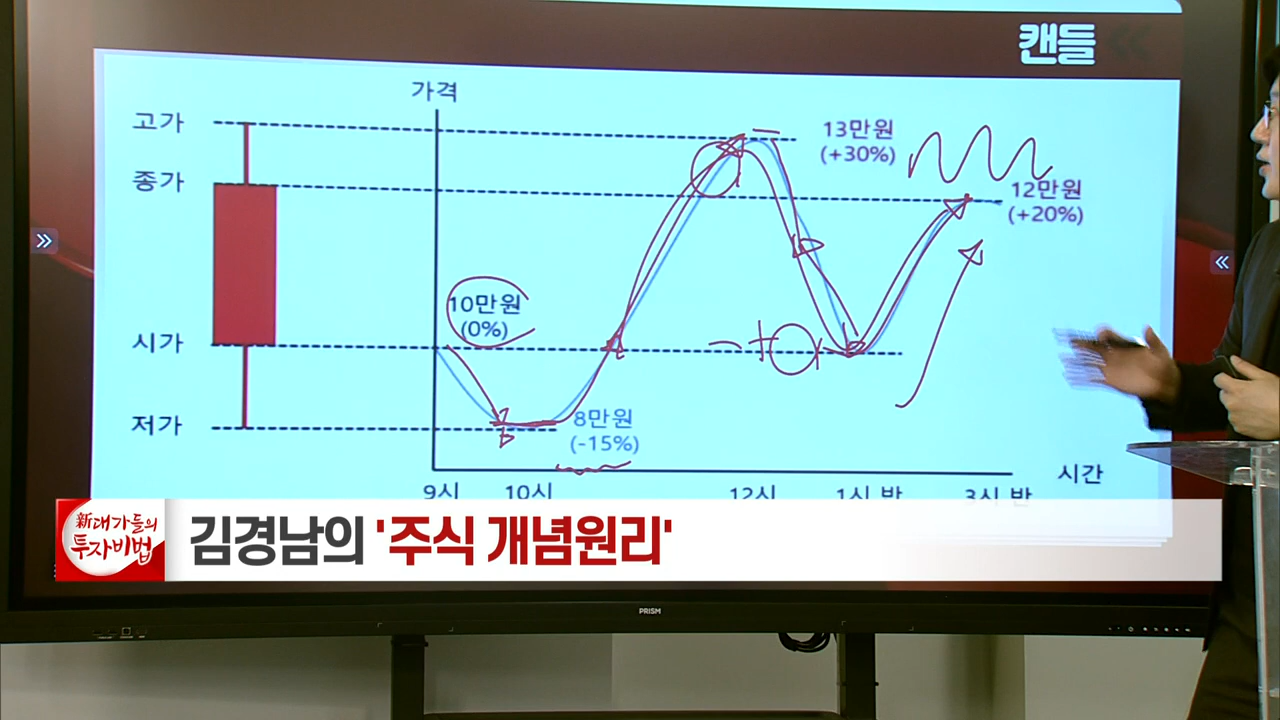 캔들
가격
고가
13만원
(+30%)
종가
12만원
(+20%)
10만원
(0%)
시가
저가
8만원
(-15%)
시간
9시 10시 12시 1시 반 3시 반
新대가들의
투자비법
김경남의 '주식 개념원리'
PRISM